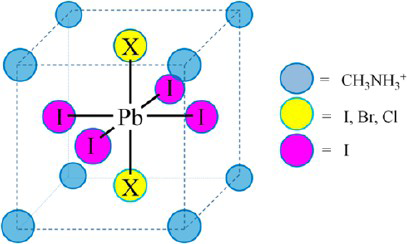 X
I
I Pb I
I
X
= CH₃NH₃⁺
= I, Br, Cl
= I